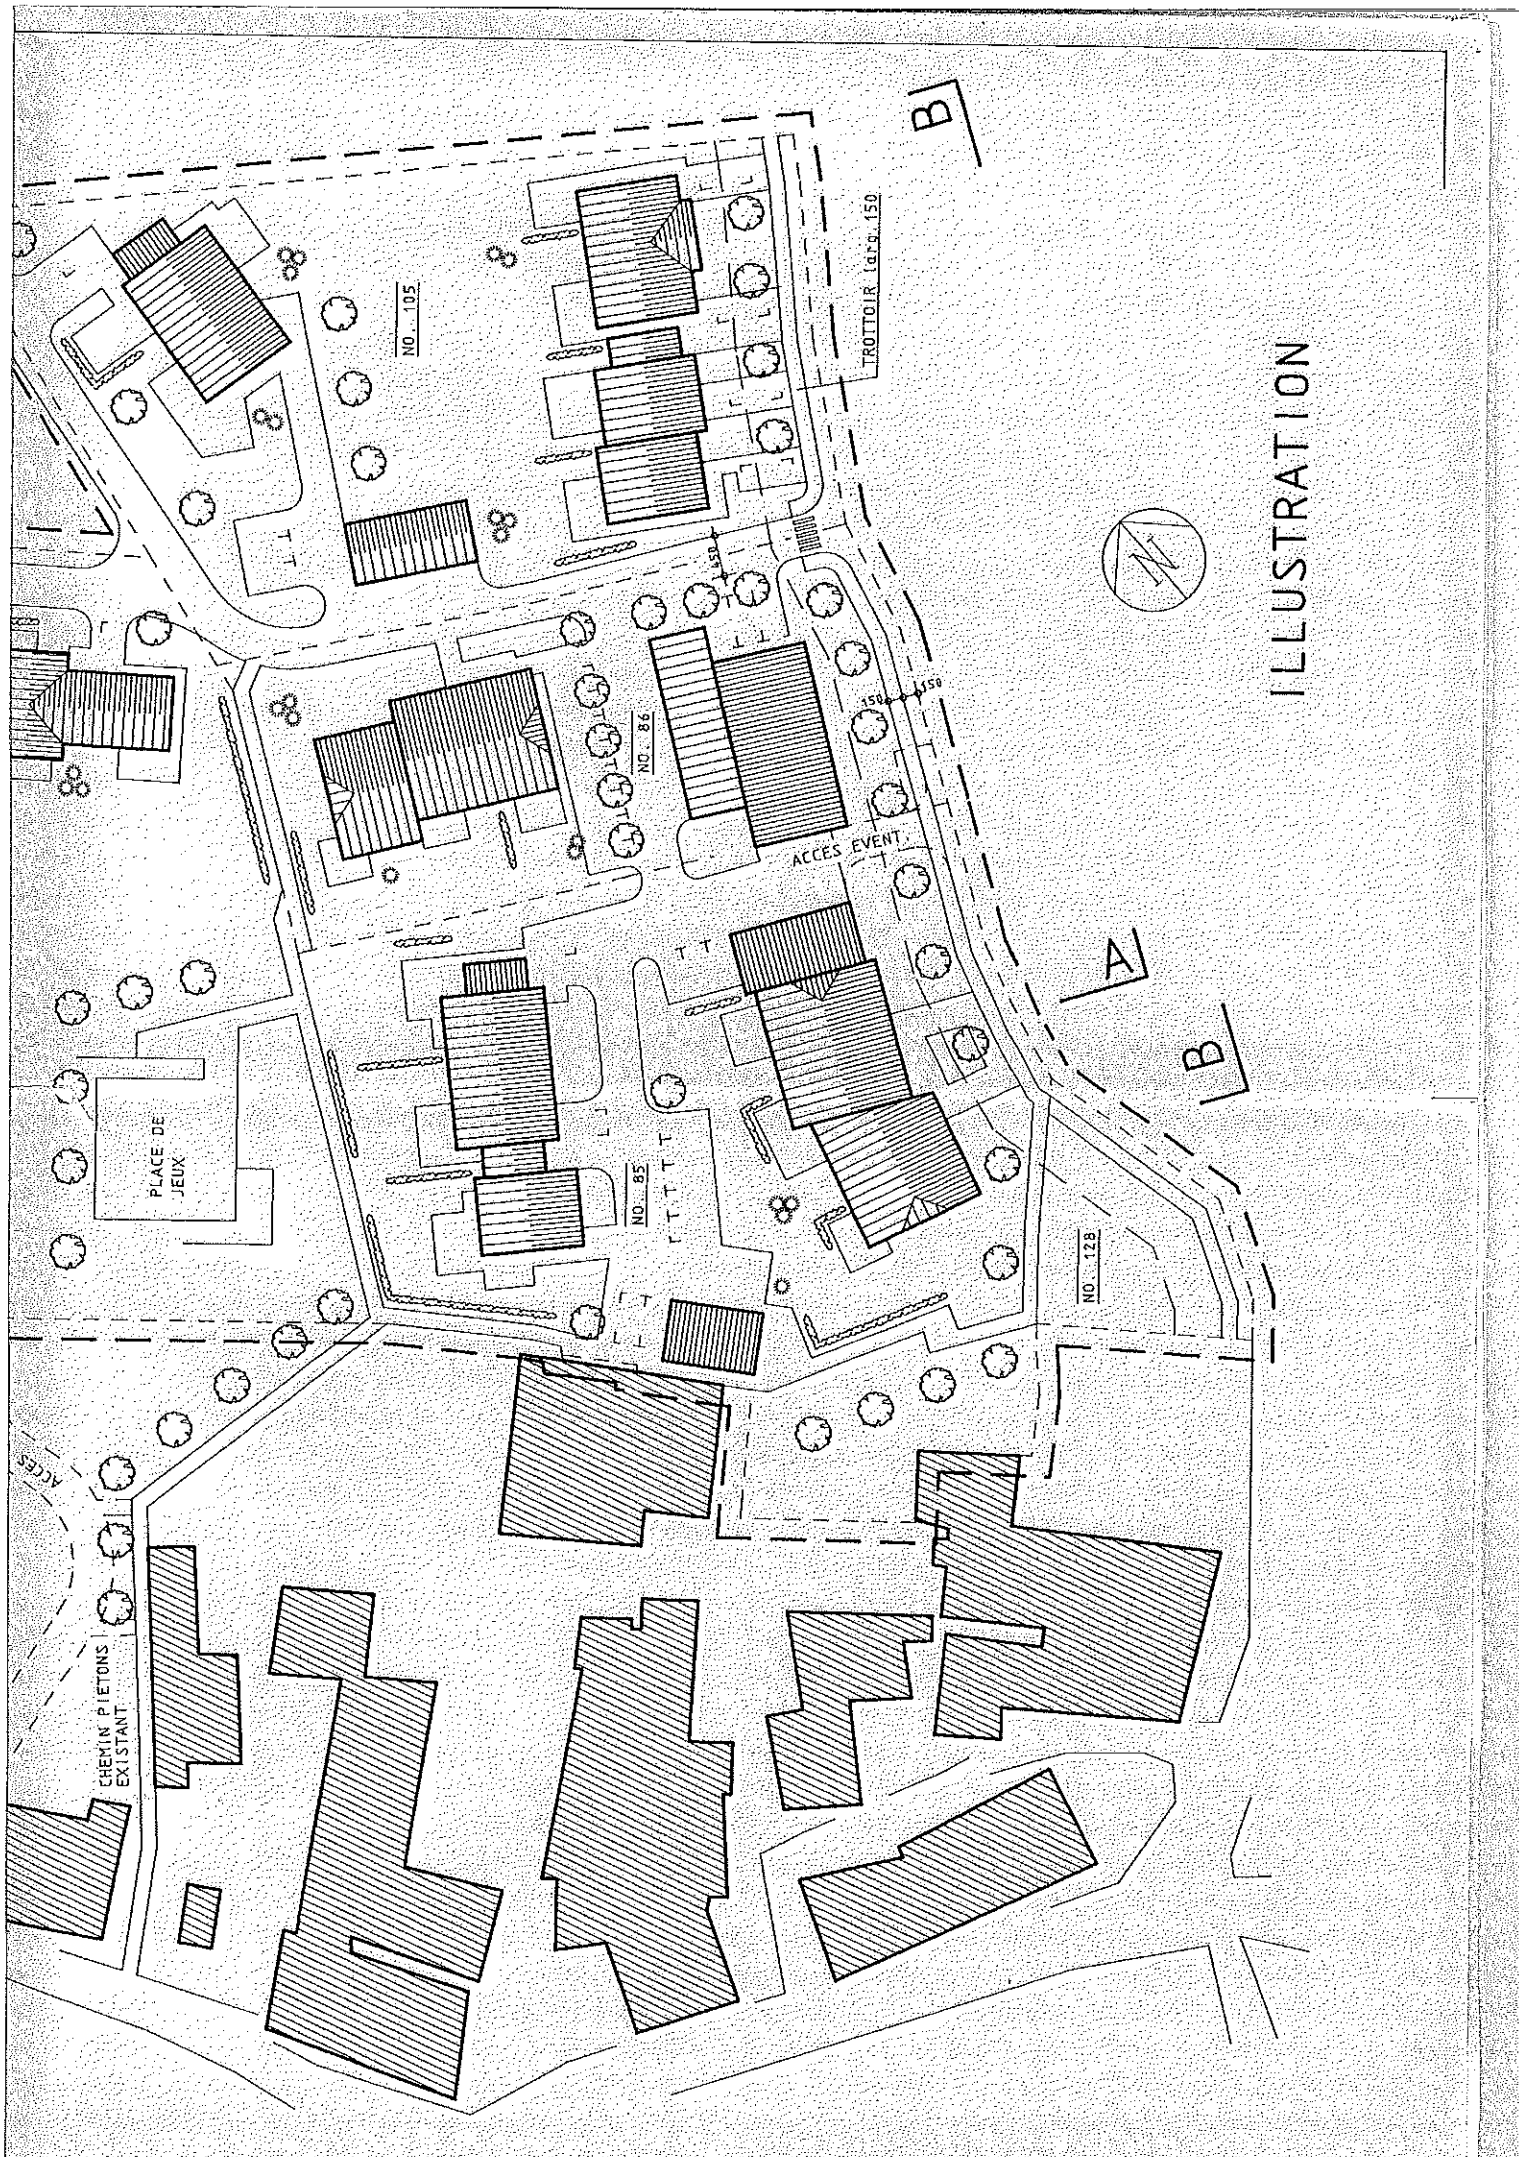 B
TROTTOIR larg. 150
NO. 105
450
N
ILLUSTRATION
NO. 86
150
150
ACCES EVENT.
A
B
PLACE DE
JEUX
NO. 85
NO. 128
ACCES
CHEMIN PIETONS
EXISTANT